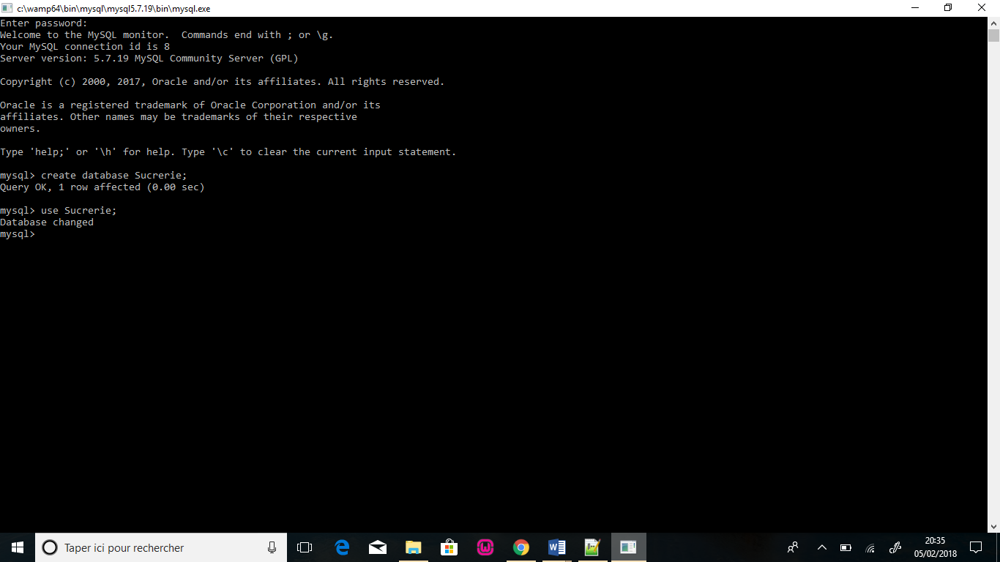 c:\wamp64\bin\mysql\mysql5.7.19\bin\mysql.exe
Enter password:
Welcome to the MySQL monitor.  Commands end with ; or \g.
Your MySQL connection id is 8
Server version: 5.7.19 MySQL Community Server (GPL)
Copyright (c) 2000, 2017, Oracle and/or its affiliates. All rights reserved.
Oracle is a registered trademark of Oracle Corporation and/or its
affiliates. Other names may be trademarks of their respective
owners.
Type 'help;' or '\h' for help. Type '\c' to clear the current input statement.
mysql> create database Sucrerie;
Query OK, 1 row affected (0.00 sec)
mysql> use Sucrerie;
Database changed
mysql>
Taper ici pour rechercher
20:35
05/02/2018